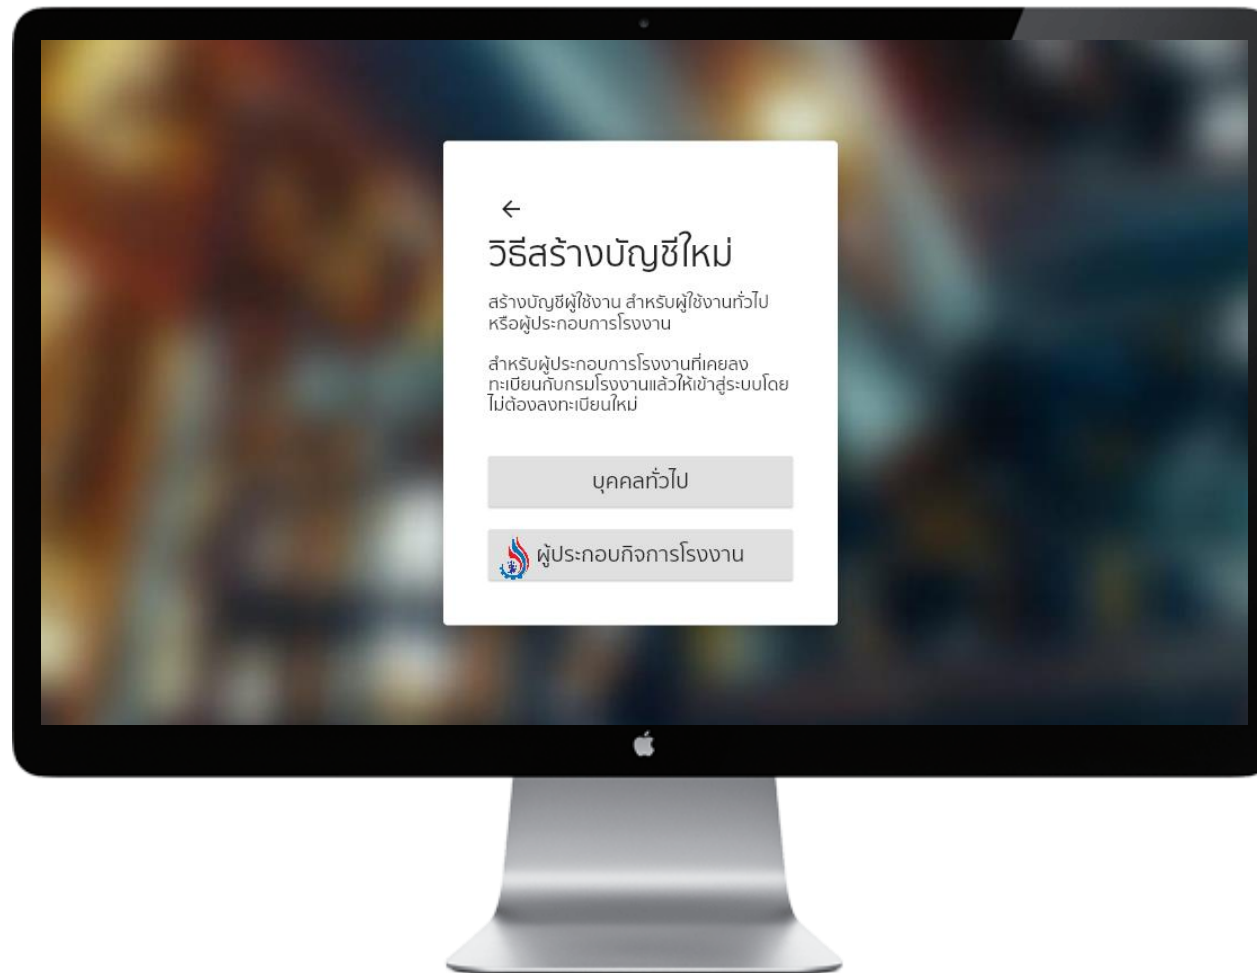 วิธีสร้างบัญชีใหม่
สร้างบัญชีผู้ใช้งาน สำหรับผู้ใช้งานทั่วไป
หรือผู้ประกอบการโรงงาน
สำหรับผู้ประกอบการโรงงานที่เคยลง
ทะเบียนกับกรมโรงงานแล้วให้เข้าสู่ระบบโดย
ไม่ต้องลงทะเบียนใหม่
บุคคลทั่วไป
ผู้ประกอบกิจการโรงงาน